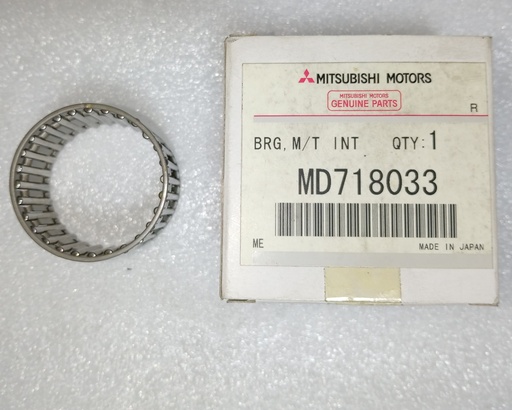 MITSUBISHI MOTORS
MITSUBISHI MOTORS
GENUINE PARTS
R
BRG, M/T INT QTY:1
MD718033
ME MADE IN JAPAN